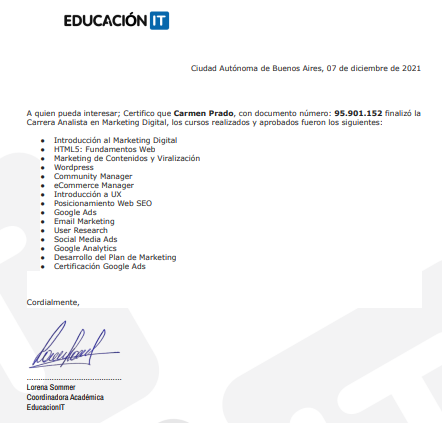 EDUCACIÓN IT
Ciudad Autónoma de Buenos Aires, 07 de diciembre de 2021
A quien pueda interesar; Certifico que Carmen Prado, con documento número: 95.901.152 finalizó la
Carrera Analista en Marketing Digital, los cursos realizados y aprobados fueron los siguientes:
• Introducción al Marketing Digital
• HTML5: Fundamentos Web
• Marketing de Contenidos y Viralización
• Wordpress
• Community Manager
• eCommerce Manager
• Introducción a UX
• Posicionamiento Web SEO
• Google Ads
• Email Marketing
• User Research
• Social Media Ads
• Google Analytics
• Desarrollo del Plan de Marketing
• Certificación Google Ads
Cordialmente,
Lorena Sommer
Coordinadora Académica
EducacionIT